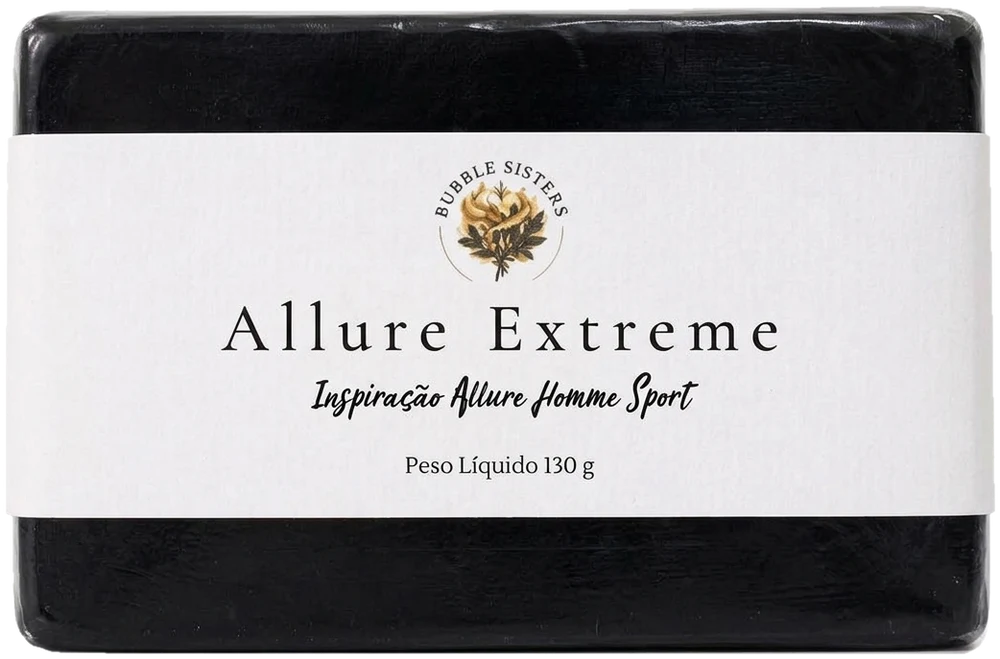 BUBBLE SISTERS
Allure Extreme
Inspiração Allure Homme Sport
Peso Líquido 130 g